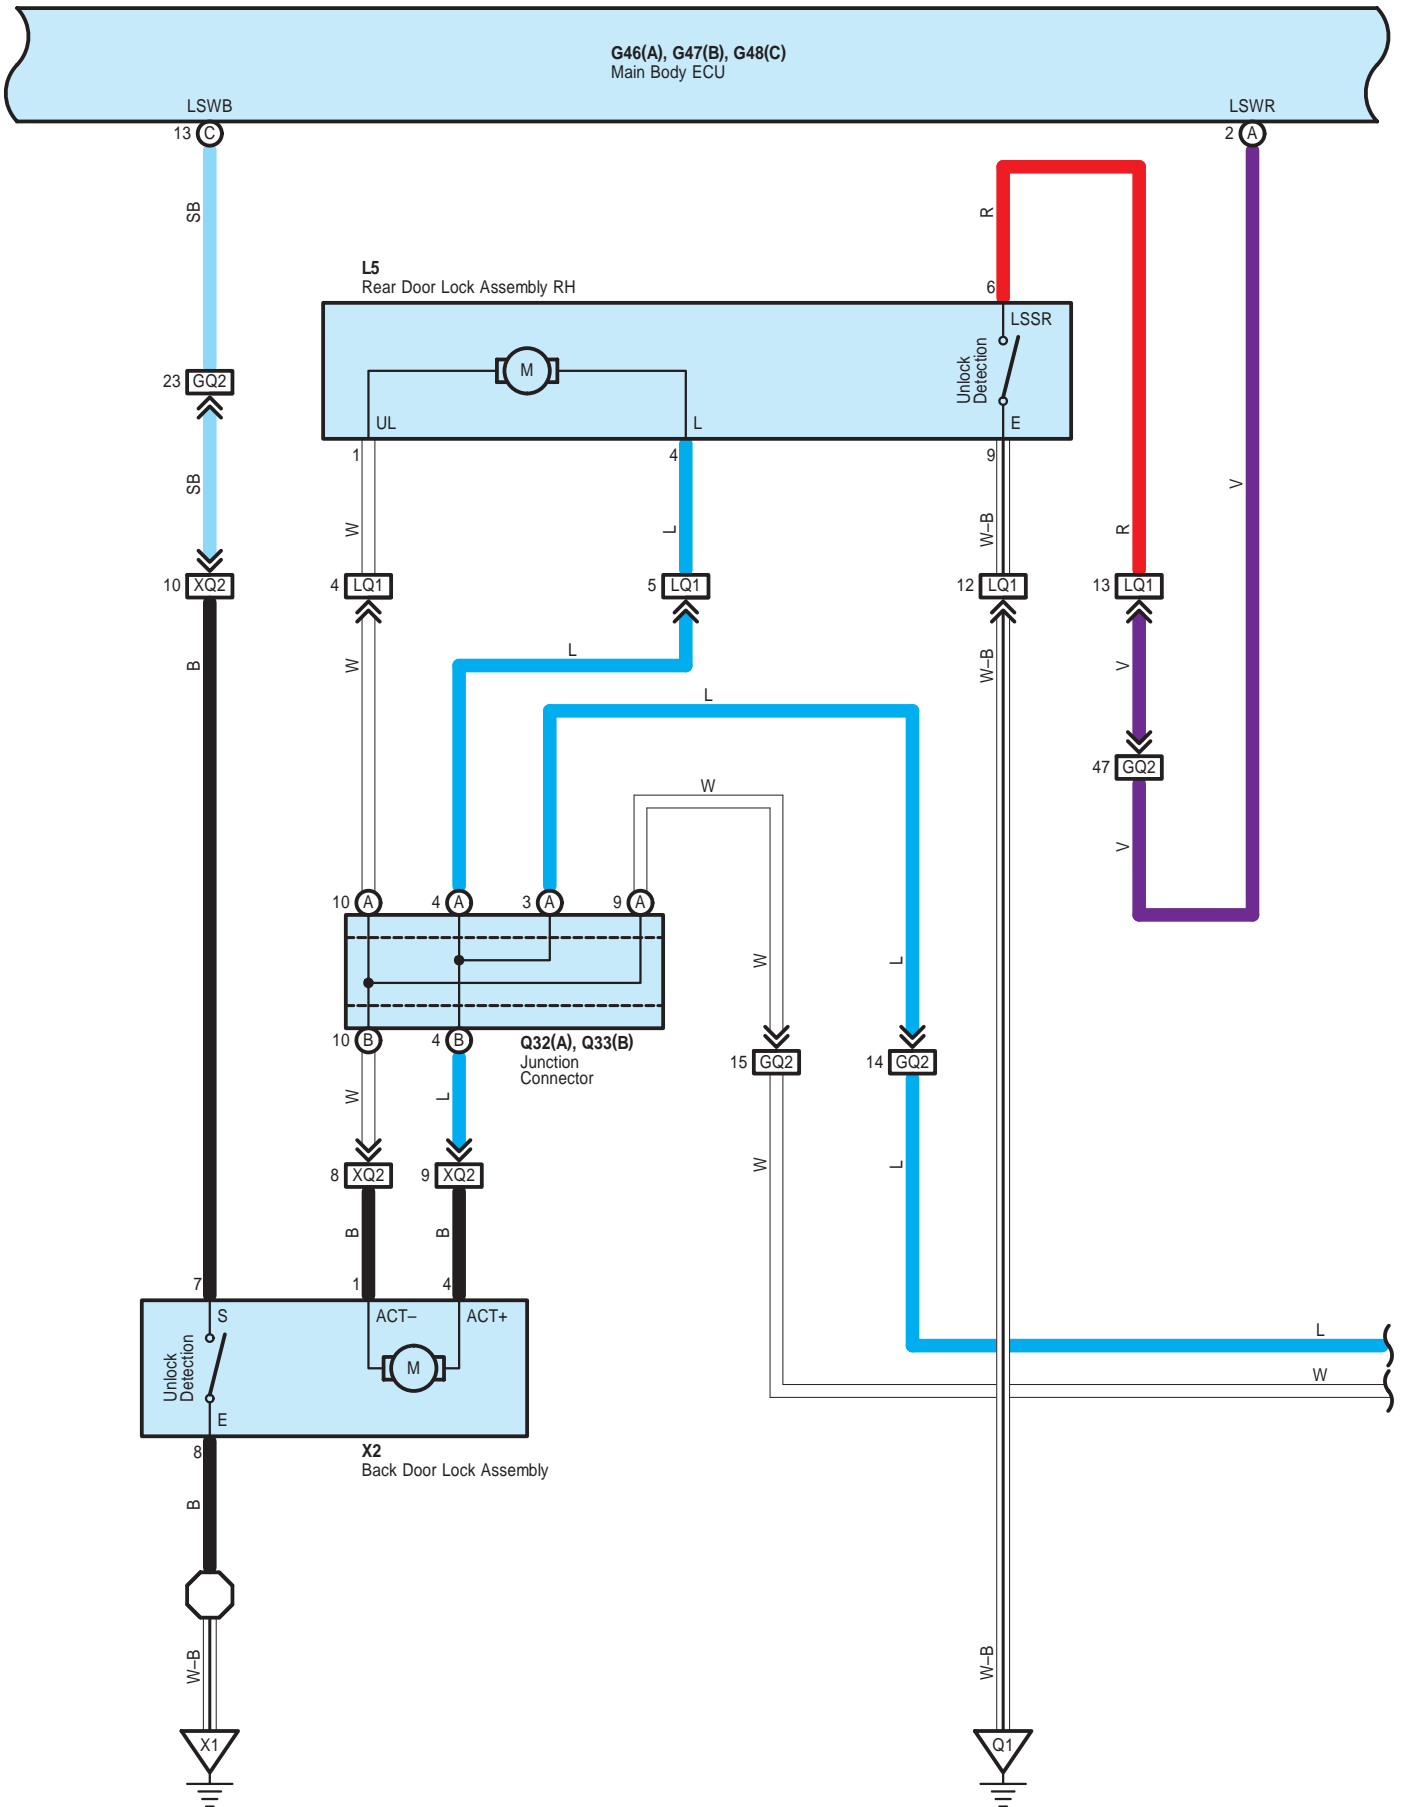 G46(A), G47(B), G48(C)
Main Body ECU
LSWB
LSWR
13 C
2 A
SB
R
L5
Rear Door Lock Assembly RH
6
LSSR
M
Unlock
Detection
23 GQ2
UL
L
E
1
4
9
SB
V
W
L
W–B
R
10 XQ2
4 LQ1
5 LQ1
12 LQ1
13 LQ1
L
B
W
W–B
V
L
47 GQ2
W
V
10 A
4 A
3 A
9 A
W
L
10 B
4 B
Q32(A), Q33(B)
Junction
Connector
15 GQ2
14 GQ2
W
L
W
L
8 XQ2
9 XQ2
B
B
7
1
4
S
ACT–
ACT+
L
Unlock
Detection
M
W
E
8
X2
Back Door Lock Assembly
B
W–B
W–B
X1
Q1